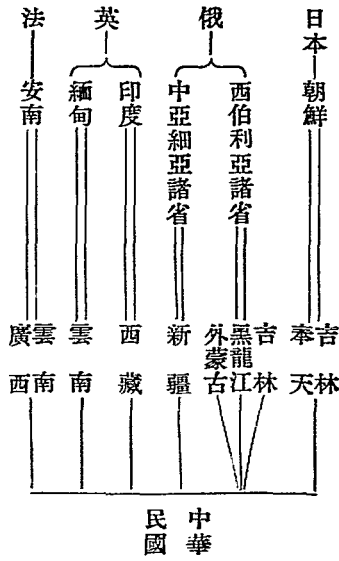 日本
俄
英
法
朝鮮
西伯利亞諸省
中亞細亞諸省
印度
緬甸
安南
吉林
奉天
吉林
黑龍江
外蒙古
新疆
西藏
雲南
雲南
廣西
中華
民國